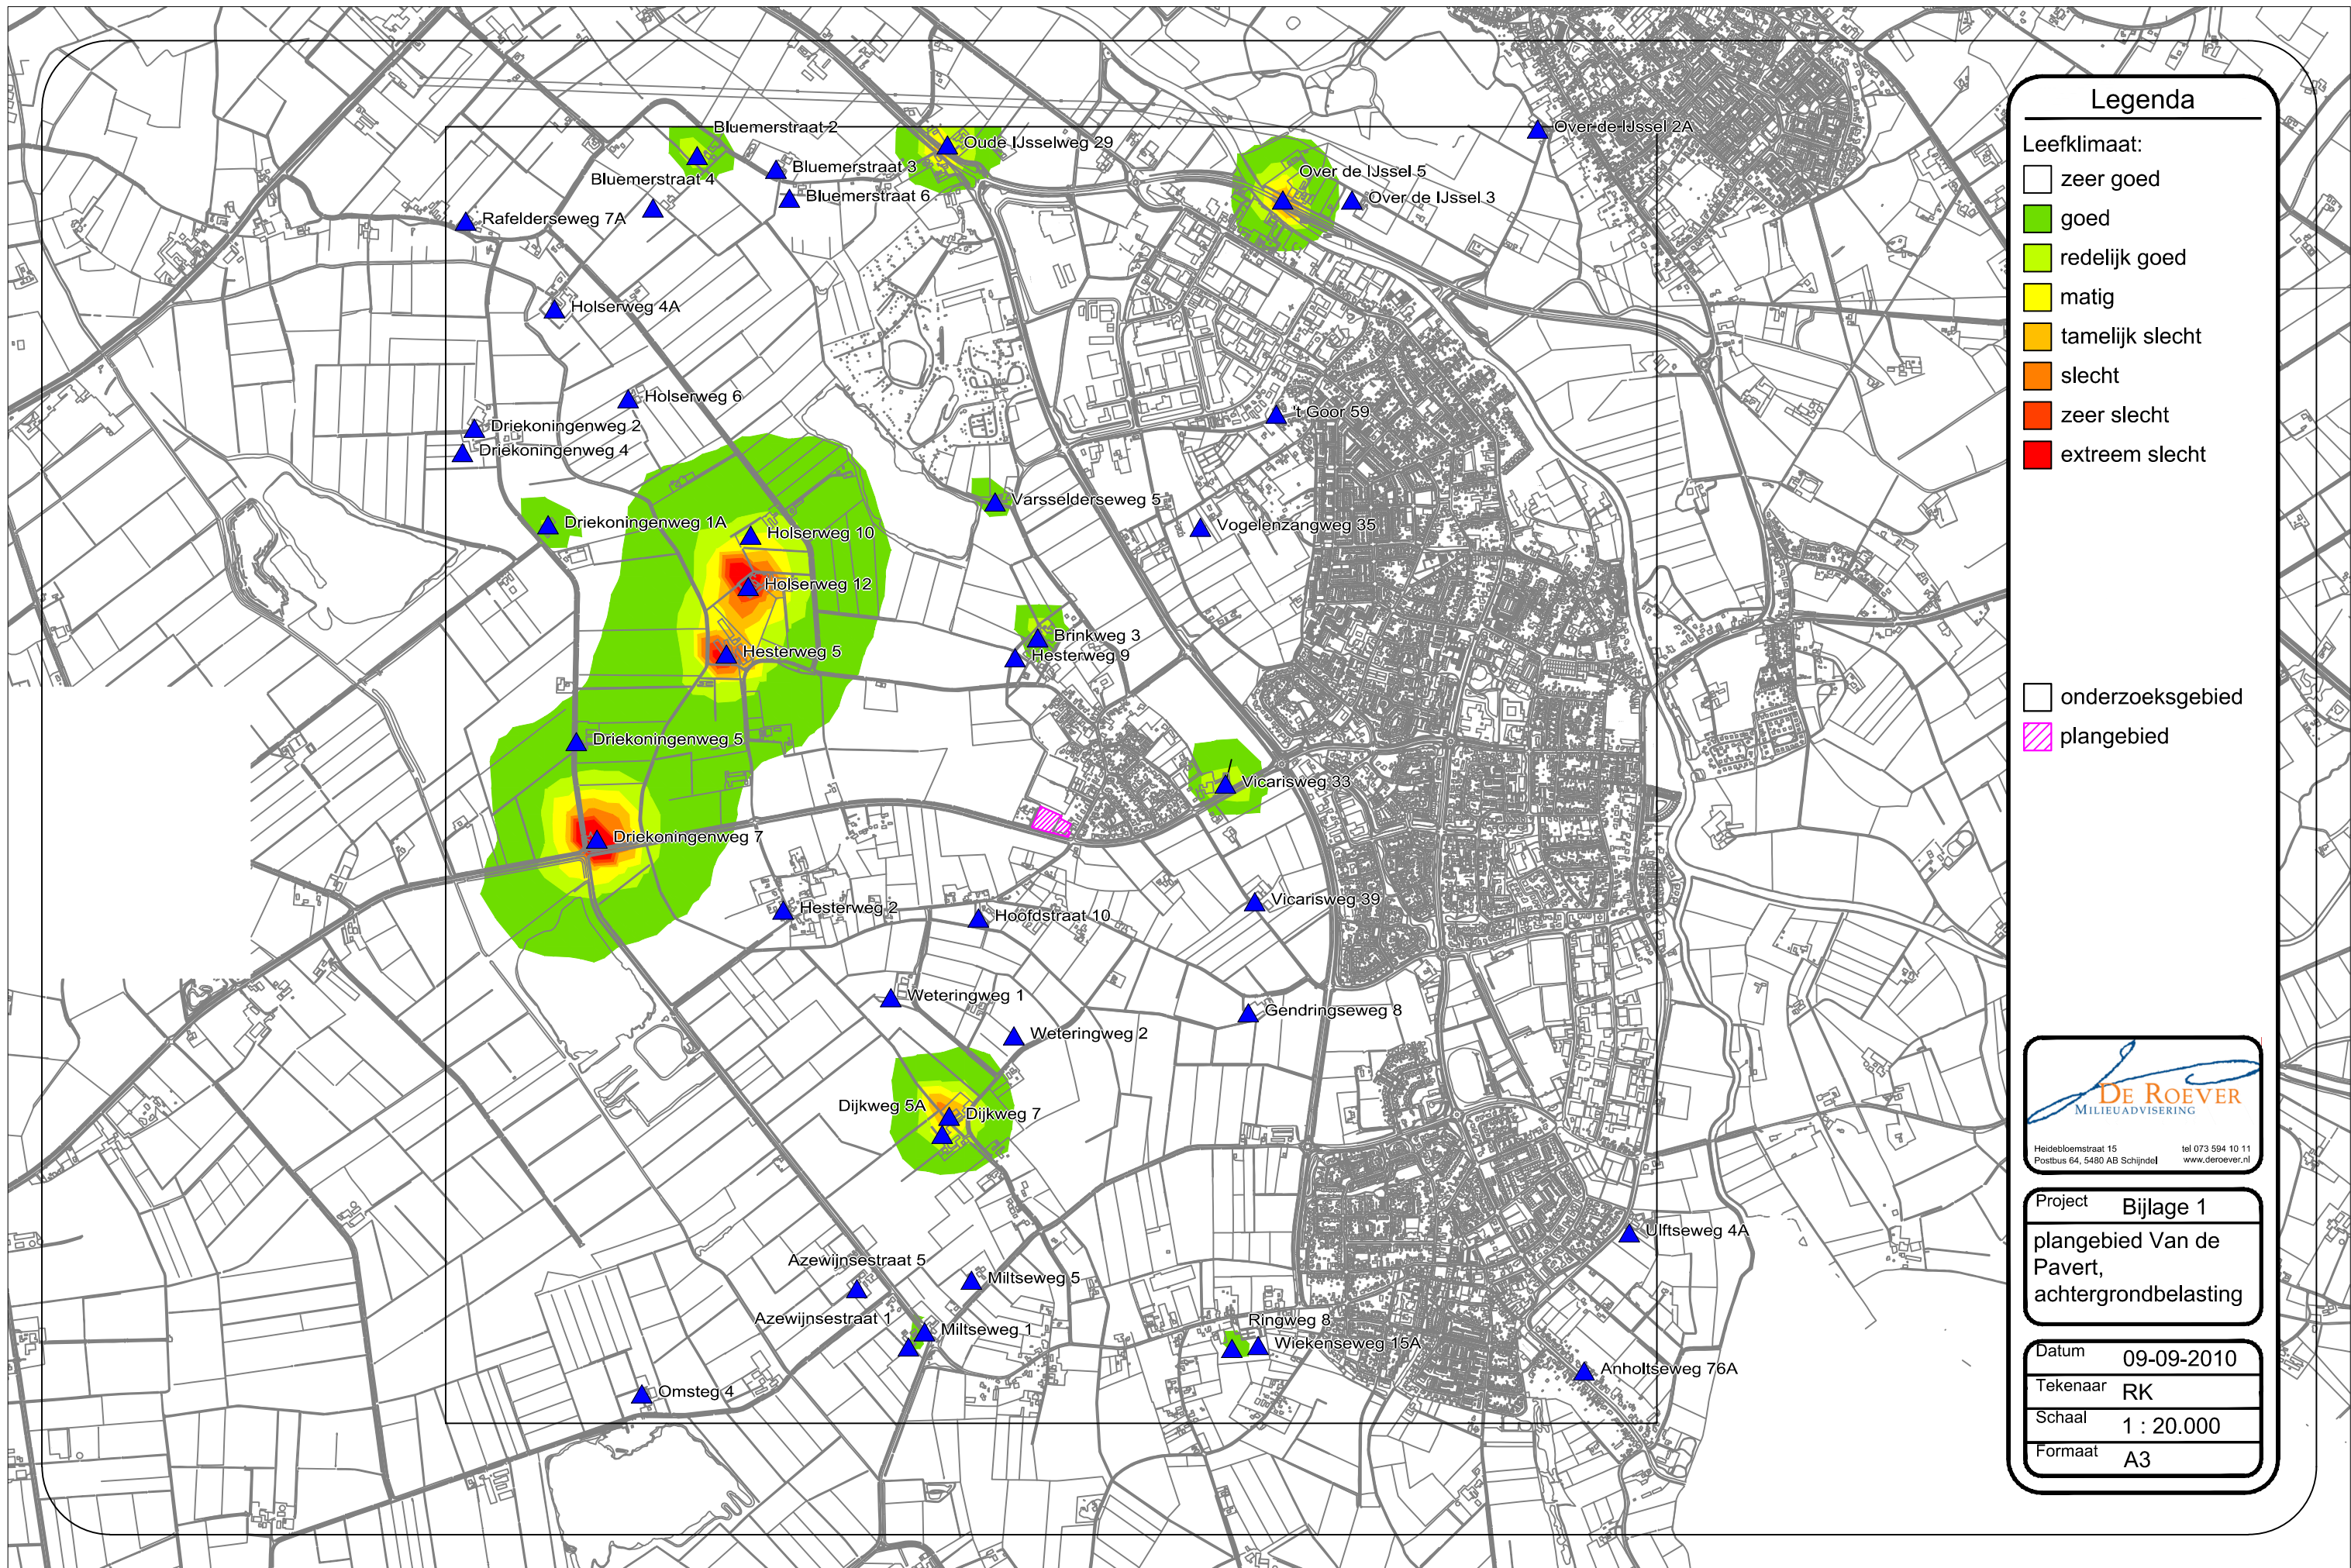 Bluemerstraat 2
Oude IJsselweg 29
Over de IJssel 2A
Bluemerstraat 3
Bluemerstraat 4
Over de IJssel 5
Bluemerstraat 6
Over de IJssel 3
Rafelderseweg 7A
Holserweg 4A
Holserweg 6
't Goor 59
Driekoningenweg 2
Driekoningenweg 4
Varsselderseweg 5
Driekoningenweg 1A
Vogelenzangweg 35
Holserweg 10
Holserweg 12
Brinkweg 3
Hesterweg 5
Hesterweg 9
Driekoningenweg 5
Vicarisweg 33
Driekoningenweg 7
Vicarisweg 39
Hesterweg 2
Hoofdstraat 10
Weteringweg 1
Gendringseweg 8
Weteringweg 2
Dijkweg 5A
Dijkweg 7
Ulftseweg 4A
Azewijnsestraat 5
Miltseweg 5
Azewijnsestraat 1
Miltseweg 1
Ringweg 8
Wiekenseweg 15A
Anholtseweg 76A
Omsteg 4
Legenda
Leefklimaat:
zeer goed
goed
redelijk goed
matig
tamelijk slecht
slecht
zeer slecht
extreem slecht
onderzoeksgebied
plangebied
DE ROEVER
MILIEUADVISERING
Heidebloemstraat 15 tel 073 594 10 11
Postbus 64, 5480 AB Schijndel www.deroever.nl
Project Bijlage 1
plangebied Van de
Pavert,
achtergrondbelasting
Datum 09-09-2010
Tekenaar RK
Schaal 1 : 20.000
Formaat A3